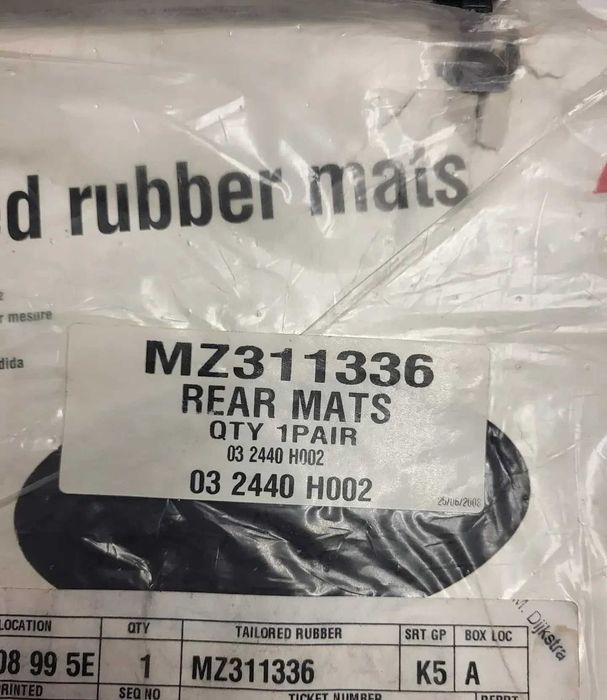 d rubber mats
r mesure
dida
MZ311336
REAR MATS
QTY 1PAIR
03 2440 H002
03 2440 H002
25/06/2008
M. Dijkstra
LOCATION QTY TAILORED RUBBER SRT GP BOX LOC
08 99 5E 1 MZ311336 K5 A
RINTED SEQ NO TICKET NUMBER